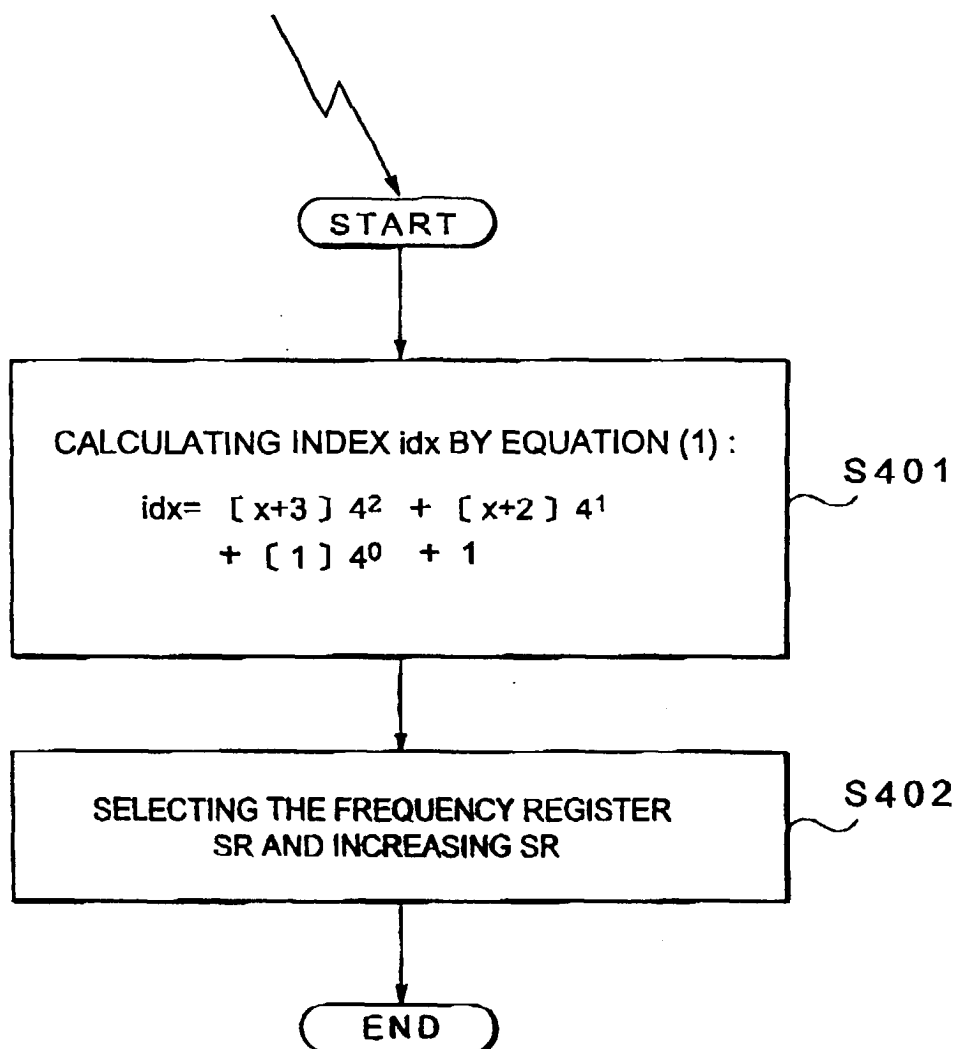 START
CALCULATING INDEX idx BY EQUATION (1) :
idx= [ x+3 ] 4² + [ x+2 ] 4¹
+ [ 1 ] 4⁰ + 1
S401
SELECTING THE FREQUENCY REGISTER
SR AND INCREASING SR
S402
END